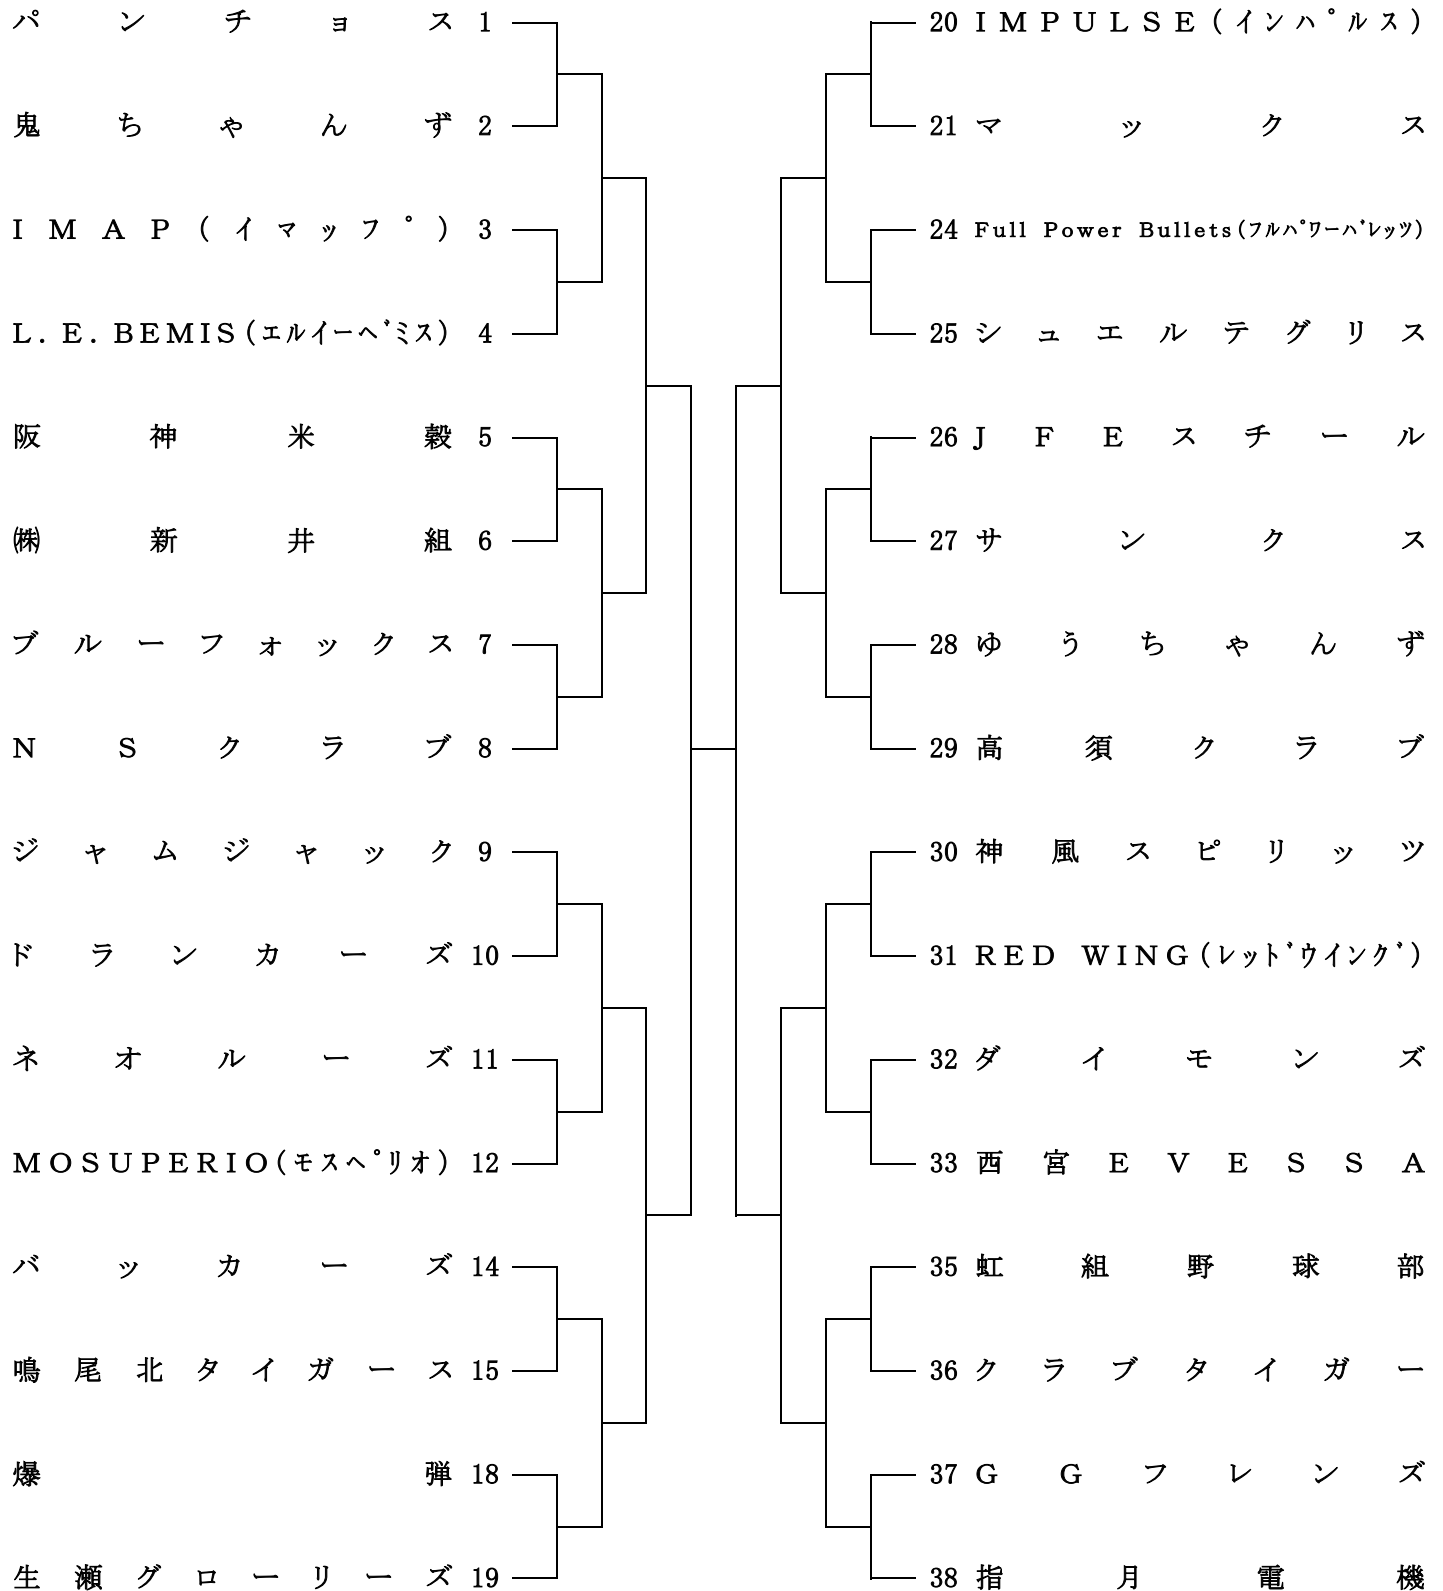 パンチョス 1
鬼ちゃんず 2
IMAP(イマップ) 3
L.E.BEMIS(エルイーベミス) 4
阪神米穀 5
㈱新井組 6
ブルーフォックス 7
NSクラブ 8
ジャムジャック 9
ドランカーズ 10
ネオルーズ 11
MOSUPERIO(モスペリオ) 12
バッカーズ 14
鳴尾北タイガース 15
爆弾 18
生瀬グローリーズ 19
20 IMPULSE(インパルス)
21 マックス
24 Full Power Bullets(フルパワーバレッツ)
25 シュエルテグリス
26 JFEスチール
27 サンクス
28 ゆうちゃんず
29 高須クラブ
30 神風スピリッツ
31 RED WING(レッドウイング)
32 ダイモンズ
33 西宮EVESSA
35 虹組野球部
36 クラブタイガー
37 GGフレンズ
38 指月電機